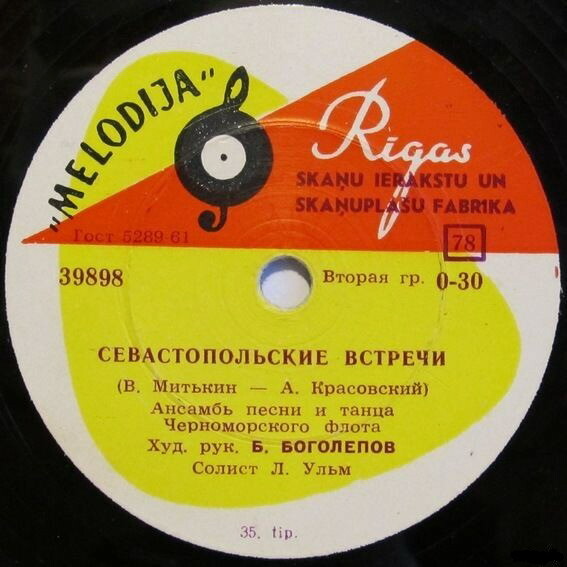 "MELODIJA"
Rīgas
SKAŅU IERAKSTU UN
SKAŅUPLAŠU FABRIKA
Гост 5289-61
78
39898
Вторая гр. 0-30
СЕВАСТОПОЛЬСКИЕ ВСТРЕЧИ
(В. Митькин — А. Красовский)
Ансамбь песни и танца
Черноморского флота
Худ. рук. Б. БОГОЛЕПОВ
Солист Л. Ульм
35. tip.